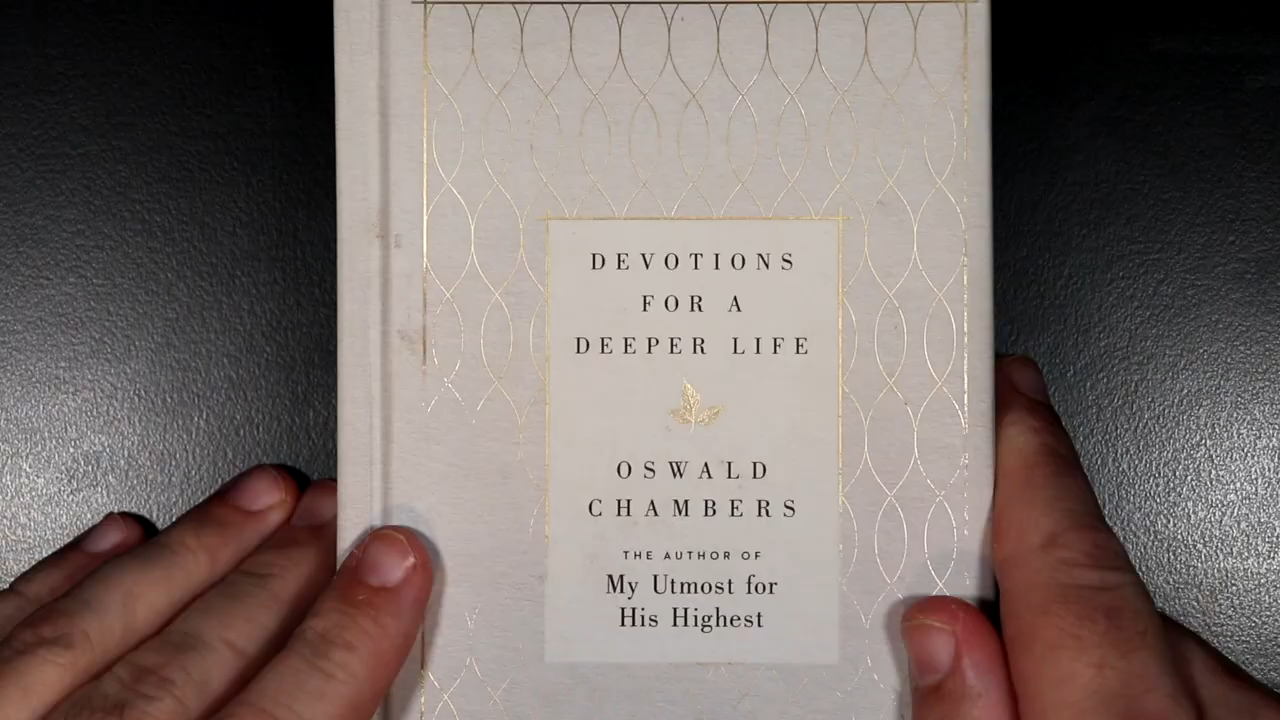 DEVOTIONS
FOR A
DEEPER LIFE
OSWALD
CHAMBERS
THE AUTHOR OF
My Utmost for
His Highest